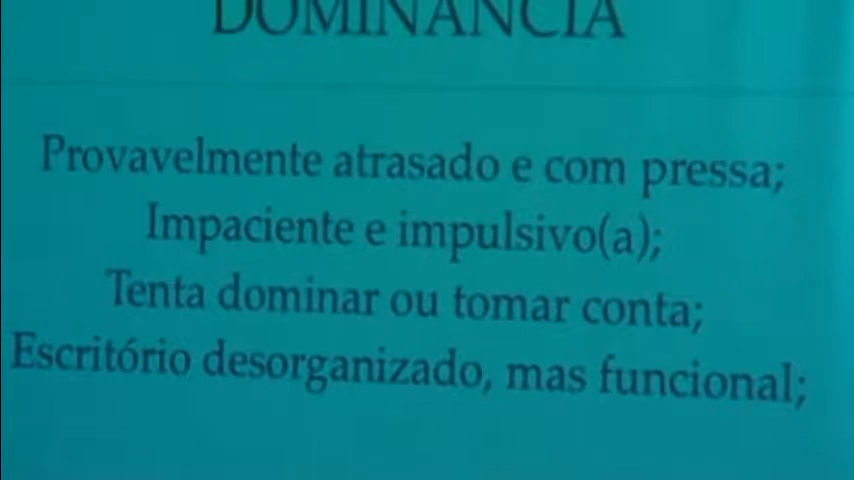 DOMINÂNCIA
Provavelmente atrasado e com pressa;
Impaciente e impulsivo(a);
Tenta dominar ou tomar conta;
Escritório desorganizado, mas funcional;